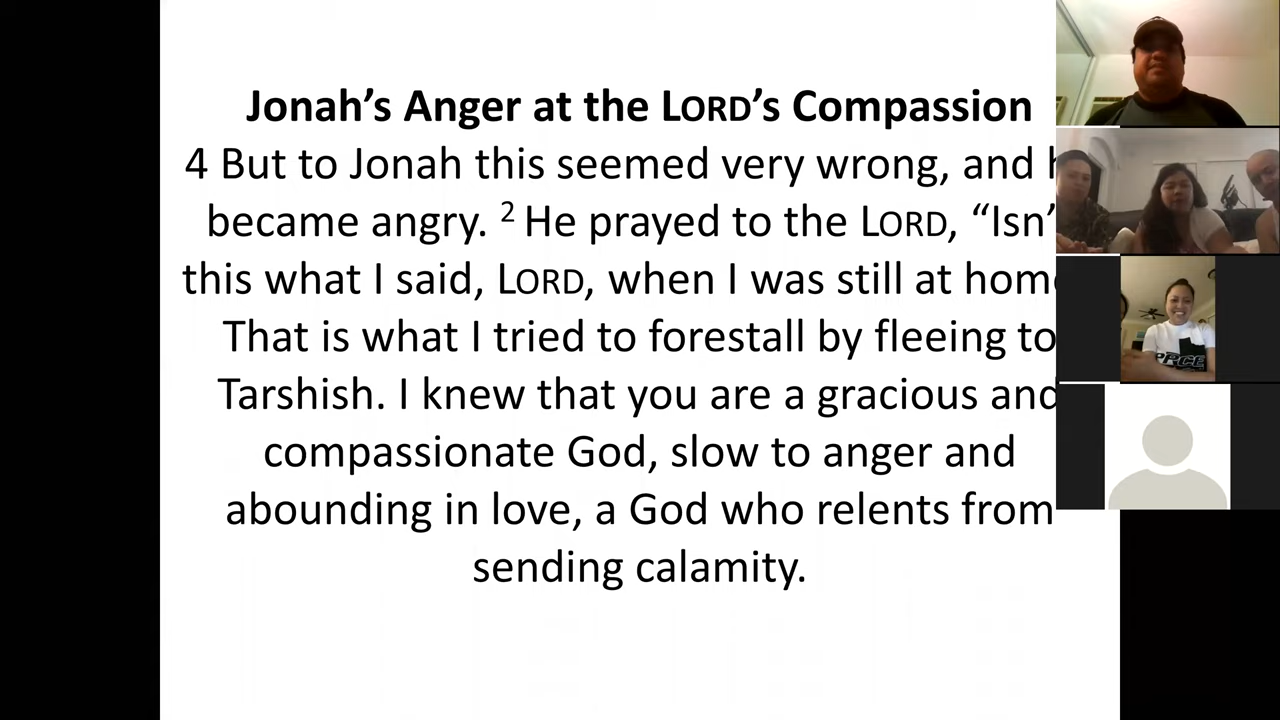 Jonah’s Anger at the LORD’s Compassion
4 But to Jonah this seemed very wrong, and
became angry. ² He prayed to the LORD, “Isn’
this what I said, LORD, when I was still at hom
That is what I tried to forestall by fleeing to
Tarshish. I knew that you are a gracious and
compassionate God, slow to anger and
abounding in love, a God who relents from
sending calamity.